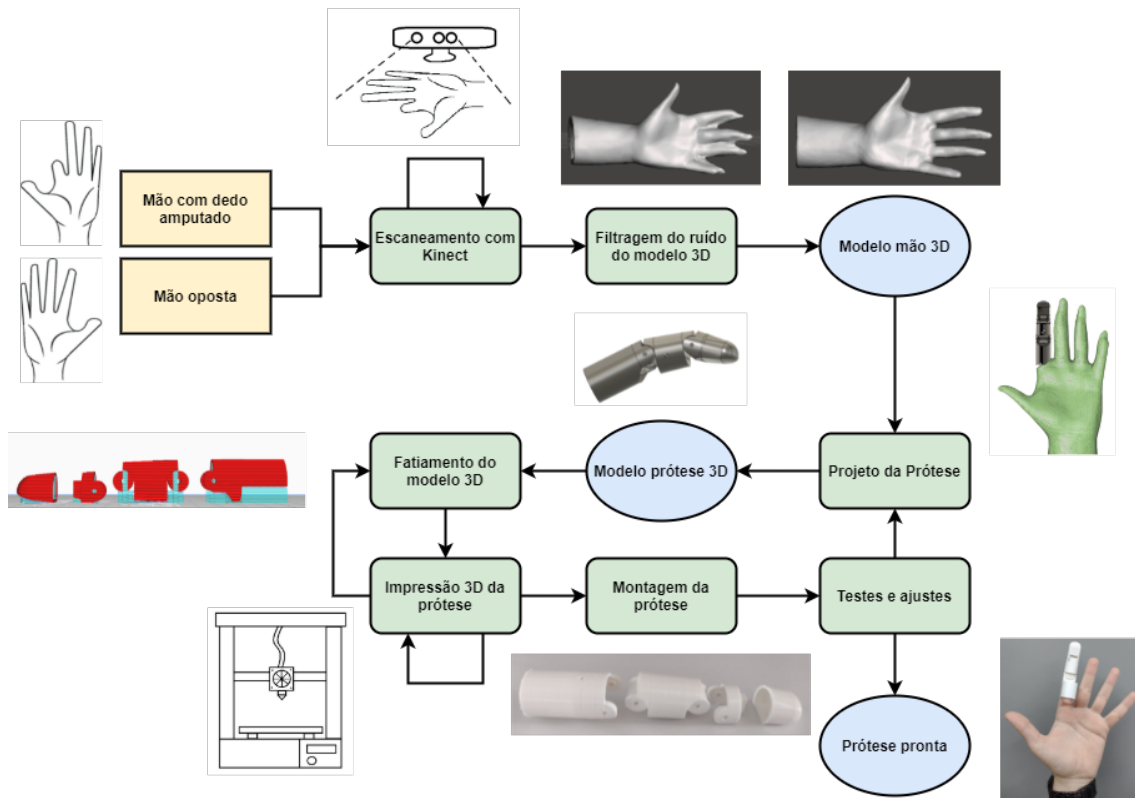 Mão com dedo
amputado
Mão oposta
Escaneamento com
Kinect
Filtragem do ruído
do modelo 3D
Modelo mão 3D
Fatiamento do
modelo 3D
Modelo prótese 3D
Projeto da Prótese
Impressão 3D da
prótese
Montagem da
prótese
Testes e ajustes
Prótese pronta